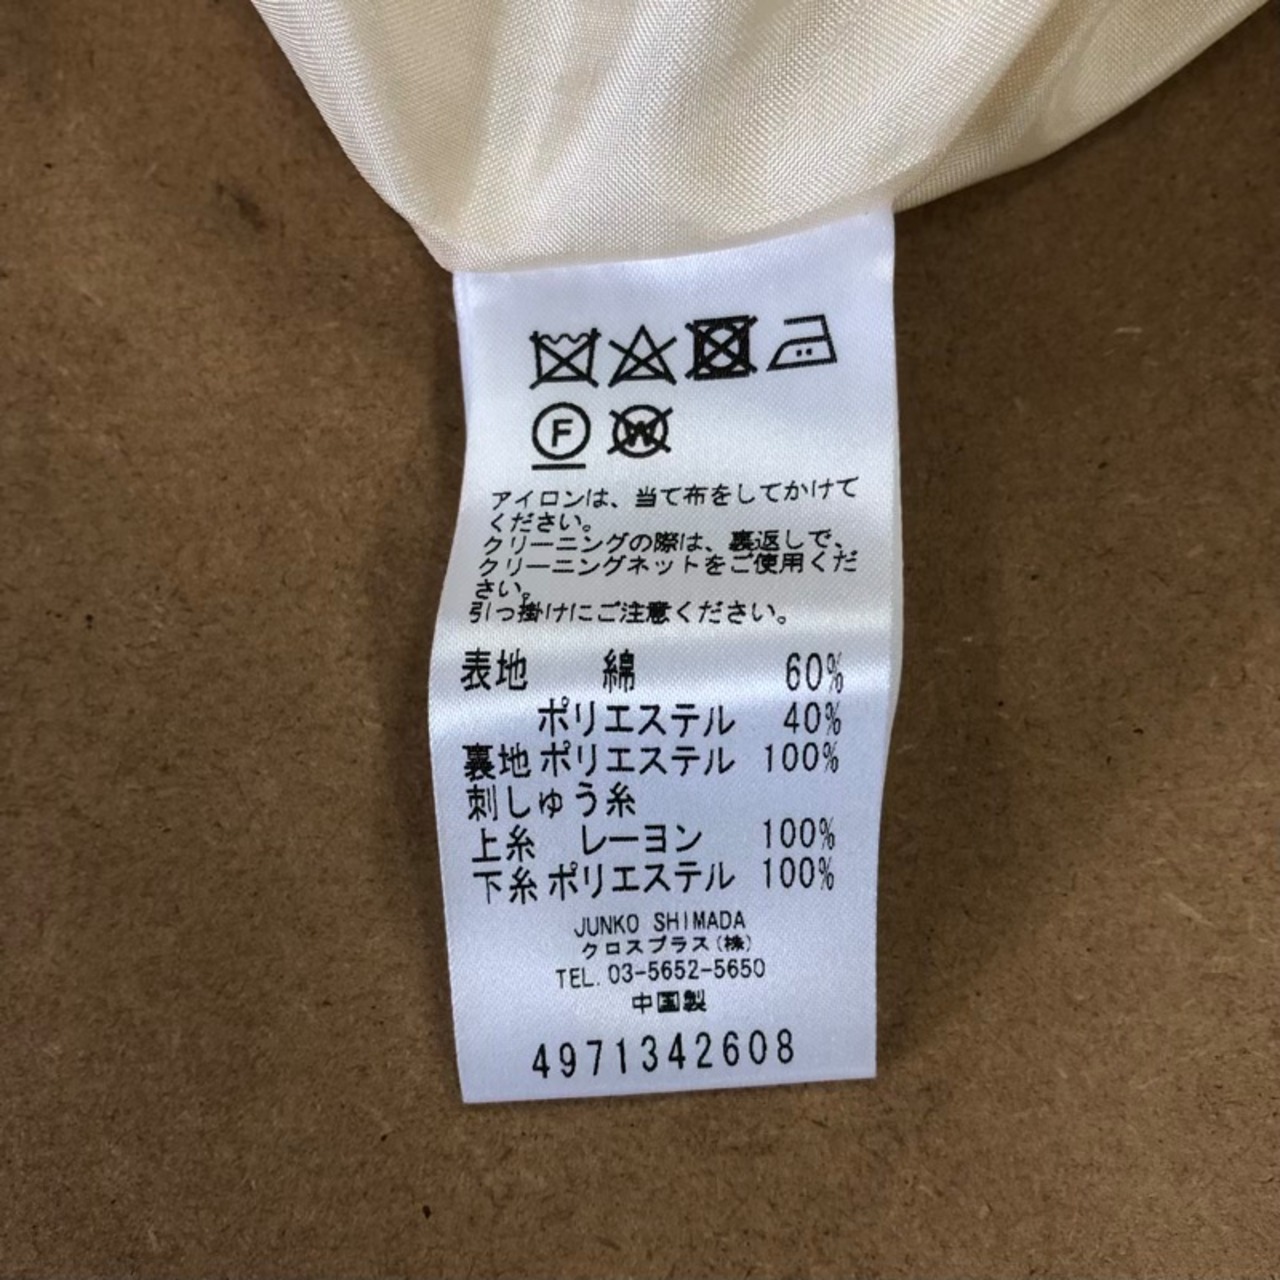 F W
アイロンは、当て布をしてかけて
ください。
クリーニングの際は、裏返しで、
クリーニングネットをご使用くだ
さい。
引っ掛けにご注意ください。
表地 綿 60%
ポリエステル 40%
裏地 ポリエステル 100%
刺しゅう糸
上糸 レーヨン 100%
下糸 ポリエステル 100%
JUNKO SHIMADA
クロスプラス(株)
TEL. 03-5652-5650
中国製
4971342608